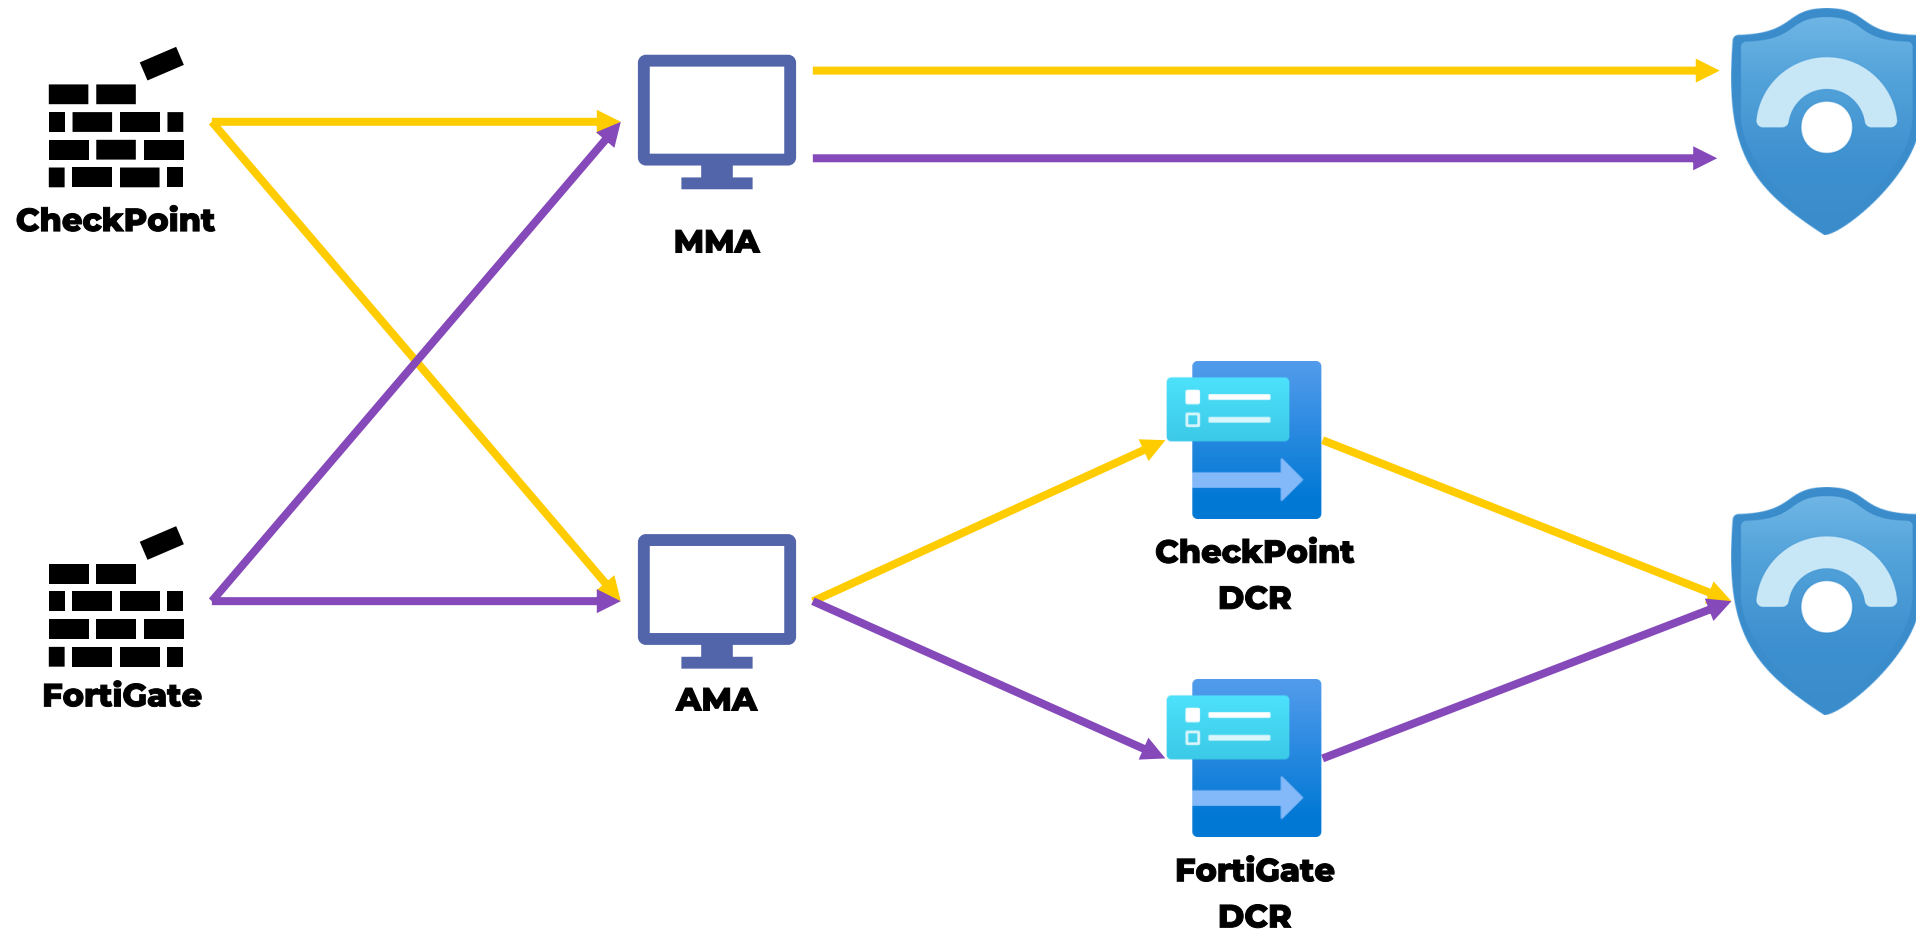 CheckPoint
MMA
FortiGate
AMA
CheckPoint
DCR
FortiGate
DCR